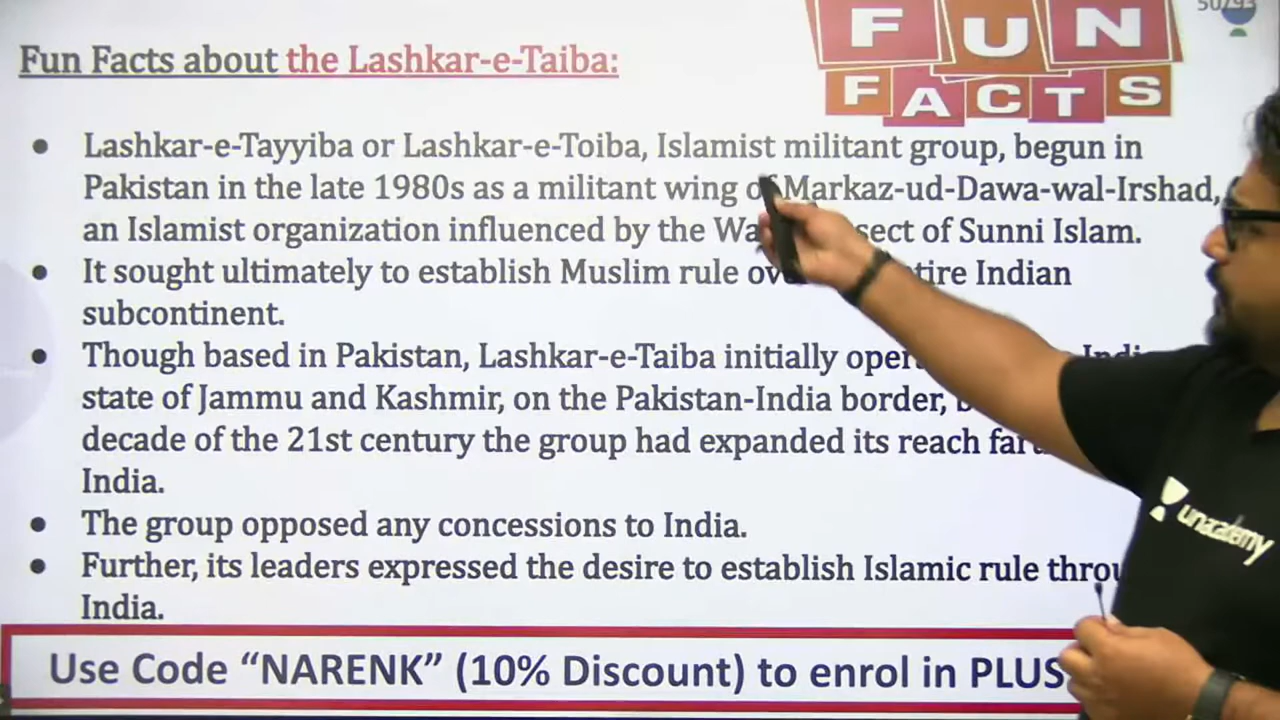 50/93
FUN
FACTS
Fun Facts about the Lashkar-e-Taiba:
● Lashkar-e-Tayyiba or Lashkar-e-Toiba, Islamist militant group, begun in
Pakistan in the late 1980s as a militant wing of Markaz-ud-Dawa-wal-Irshad,
an Islamist organization influenced by the sect of Sunni Islam.
● It sought ultimately to establish Muslim rule Indian
subcontinent.
● Though based in Pakistan, Lashkar-e-Taiba initially
state of Jammu and Kashmir, on the Pakistan-India border,
decade of the 21st century the group had expanded its reach
India.
● The group opposed any concessions to India.
● Further, its leaders expressed the desire to establish Islamic rule
India.
Use Code “NARENK” (10% Discount) to enrol in PLUS
unacademy